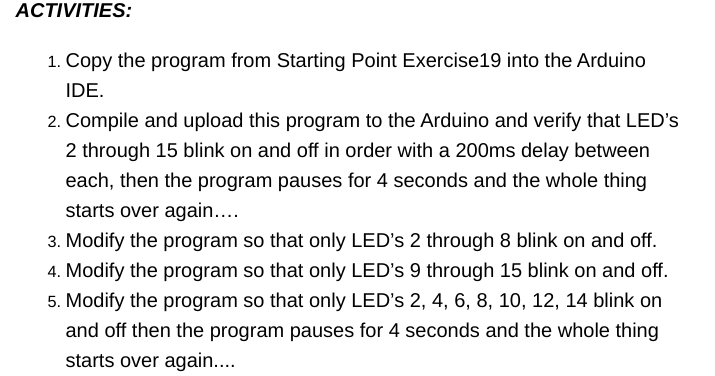 ACTIVITIES:
1. Copy the program from Starting Point Exercise19 into the Arduino
IDE.
2. Compile and upload this program to the Arduino and verify that LED’s
2 through 15 blink on and off in order with a 200ms delay between
each, then the program pauses for 4 seconds and the whole thing
starts over again….
3. Modify the program so that only LED’s 2 through 8 blink on and off.
4. Modify the program so that only LED’s 9 through 15 blink on and off.
5. Modify the program so that only LED’s 2, 4, 6, 8, 10, 12, 14 blink on
and off then the program pauses for 4 seconds and the whole thing
starts over again....